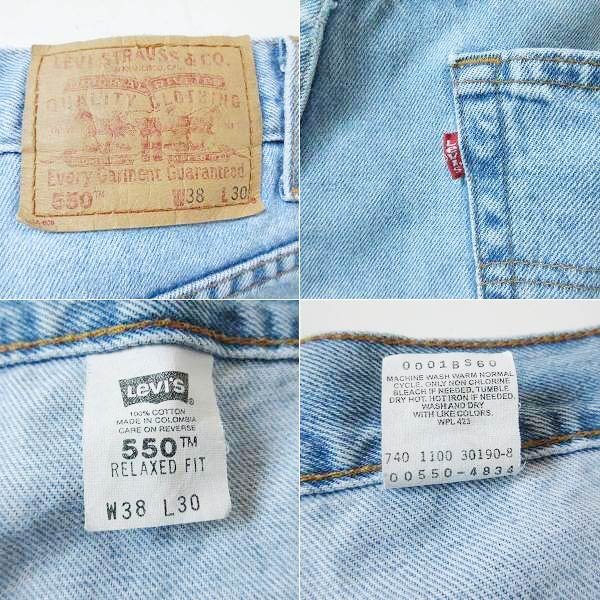 LEVI STRAUSS & CO.
QUALITY CLOTHING
Every Garment Guaranteed
550™ W38 L30
Levi's
Levi's
100% COTTON
MADE IN COLOMBIA
CARE ON REVERSE
550™
RELAXED FIT
W38 L30
0001BS60
MACHINE WASH WARM NORMAL
CYCLE. ONLY NON CHLORINE
BLEACH IF NEEDED. TUMBLE
DRY HOT. HOT IRON IF NEEDED.
WASH AND DRY
WITH LIKE COLORS.
WPL 423
740 1100 30190-8
00550-4834